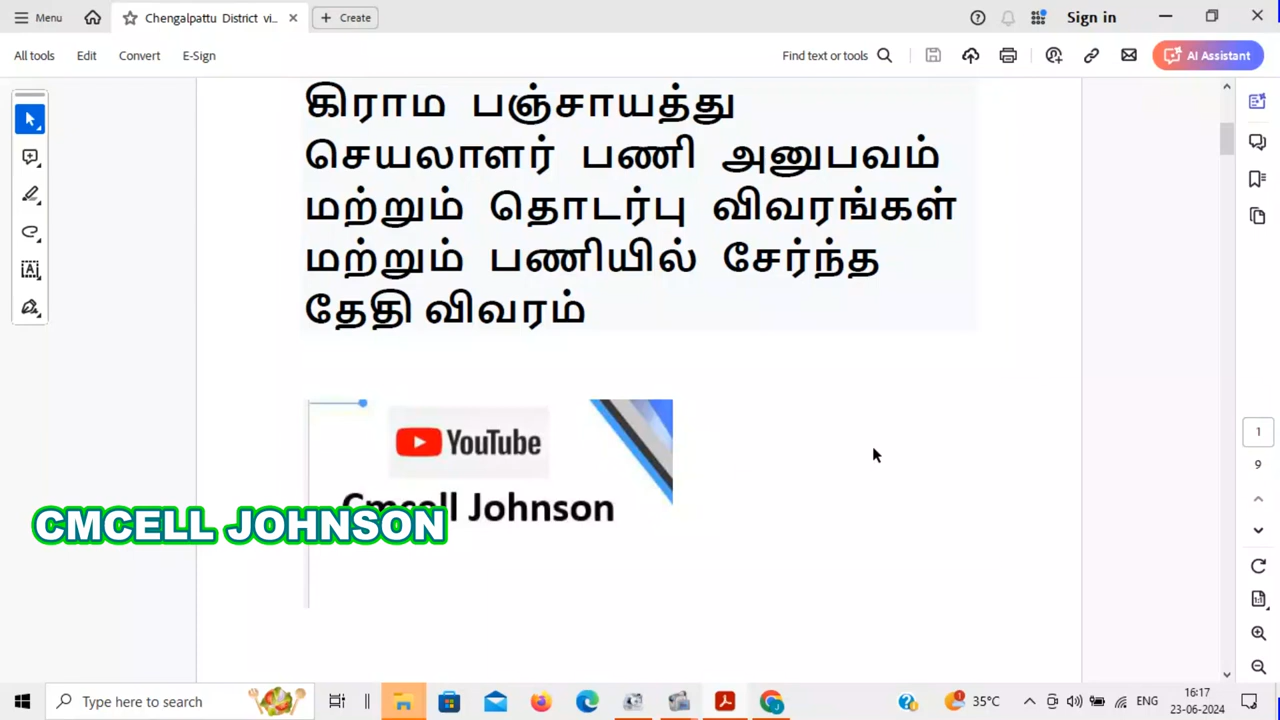 Menu
Chengalpattu District vi...
Create
Sign in
All tools
Edit
Convert
E-Sign
Find text or tools
AI Assistant
கிராம பஞ்சாயத்து
செயலாளர் பணி அனுபவம்
மற்றும் தொடர்பு விவரங்கள்
மற்றும் பணியில் சேர்ந்த
தேதி விவரம்
YouTube
Cmcell Johnson
CMCELL JOHNSON
1
9
Type here to search
35°C
ENG
16:17
23-06-2024